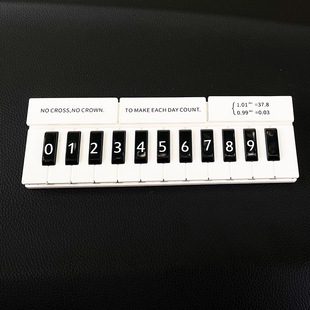 NO CROSS,NO CROWN.
TO MAKE EACH DAY COUNT.
1.01³⁶⁵=37.8
0.99³⁶⁵=0.03
0 1 2 3 4 5 6 7 8 9